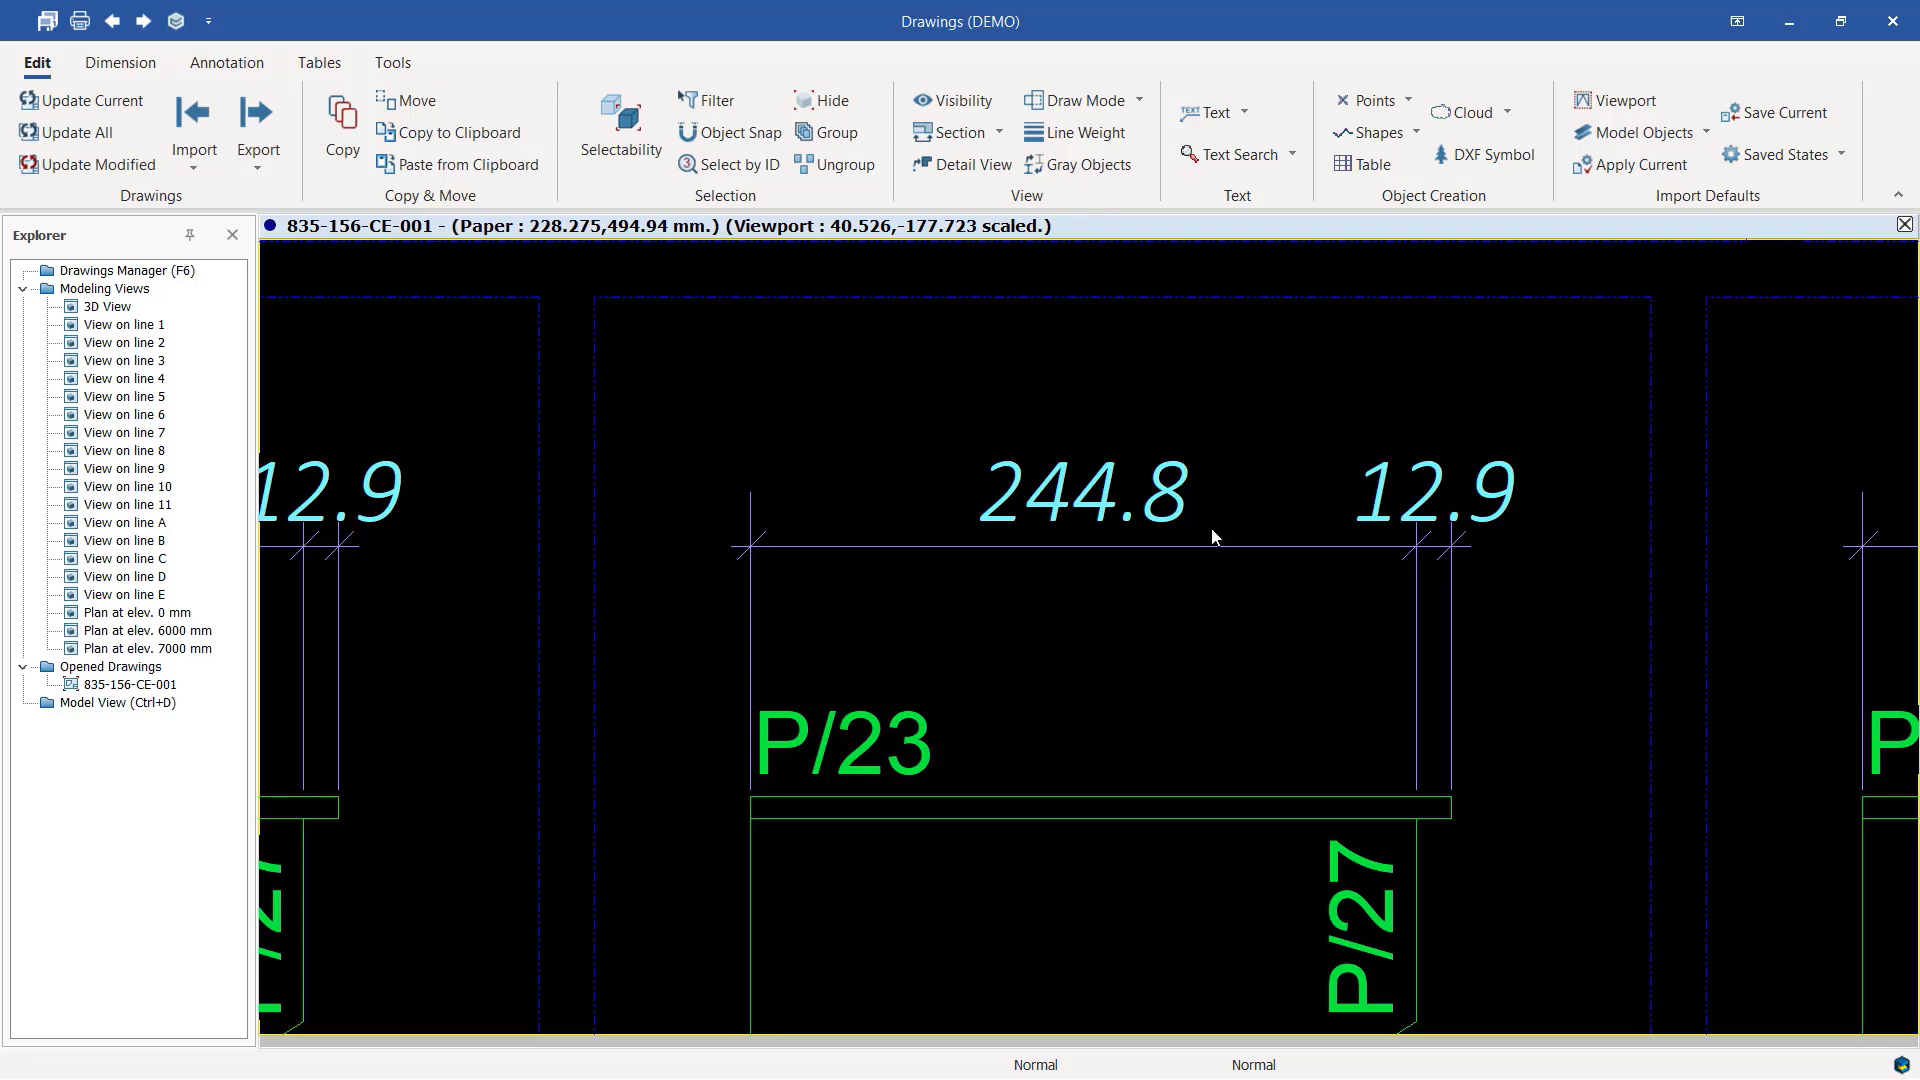 Drawings (DEMO)
Edit Dimension Annotation Tables Tools
Update Current
Update All
Update Modified
Import
Export
Drawings
Copy
Move
Copy to Clipboard
Paste from Clipboard
Copy & Move
Selectability
Filter
Object Snap
Select by ID
Hide
Group
Ungroup
Selection
Visibility
Section
Detail View
Draw Mode
Line Weight
Gray Objects
View
TEXT Text
Text Search
Text
Points
Shapes
Table
Cloud
DXF Symbol
Object Creation
Viewport
Model Objects
Apply Current
Save Current
Saved States
Import Defaults
Explorer
Drawings Manager (F6)
Modeling Views
3D View
View on line 1
View on line 2
View on line 3
View on line 4
View on line 5
View on line 6
View on line 7
View on line 8
View on line 9
View on line 10
View on line 11
View on line A
View on line B
View on line C
View on line D
View on line E
Plan at elev. 0 mm
Plan at elev. 6000 mm
Plan at elev. 7000 mm
Opened Drawings
835-156-CE-001
Model View (Ctrl+D)
835-156-CE-001 - (Paper : 228.275,494.94 mm.) (Viewport : 40.526,-177.723 scaled.)
12.9
244.8
12.9
P/23
P
P/27
P/27
Normal
Normal